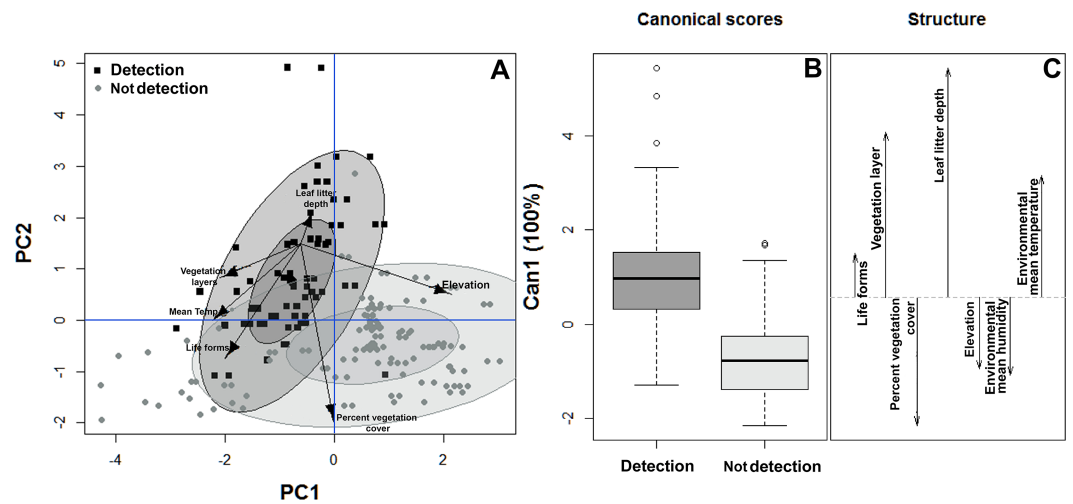 Canonical scores
Structure
Detection
Not detection
A
B
C
5
4
3
2
1
0
-1
-2
-4
-2
0
2
PC1
PC2
Leaf litter
depth
Vegetation
layers
Mean Temp
Life forms
Elevation
Percent vegetation
cover
Can1 (100%)
4
2
0
-2
Detection
Not detection
Life forms
Vegetation layer
Percent vegetation
cover
Leaf litter depth
Elevation
Environmental
mean humidity
Environmental
mean temperature